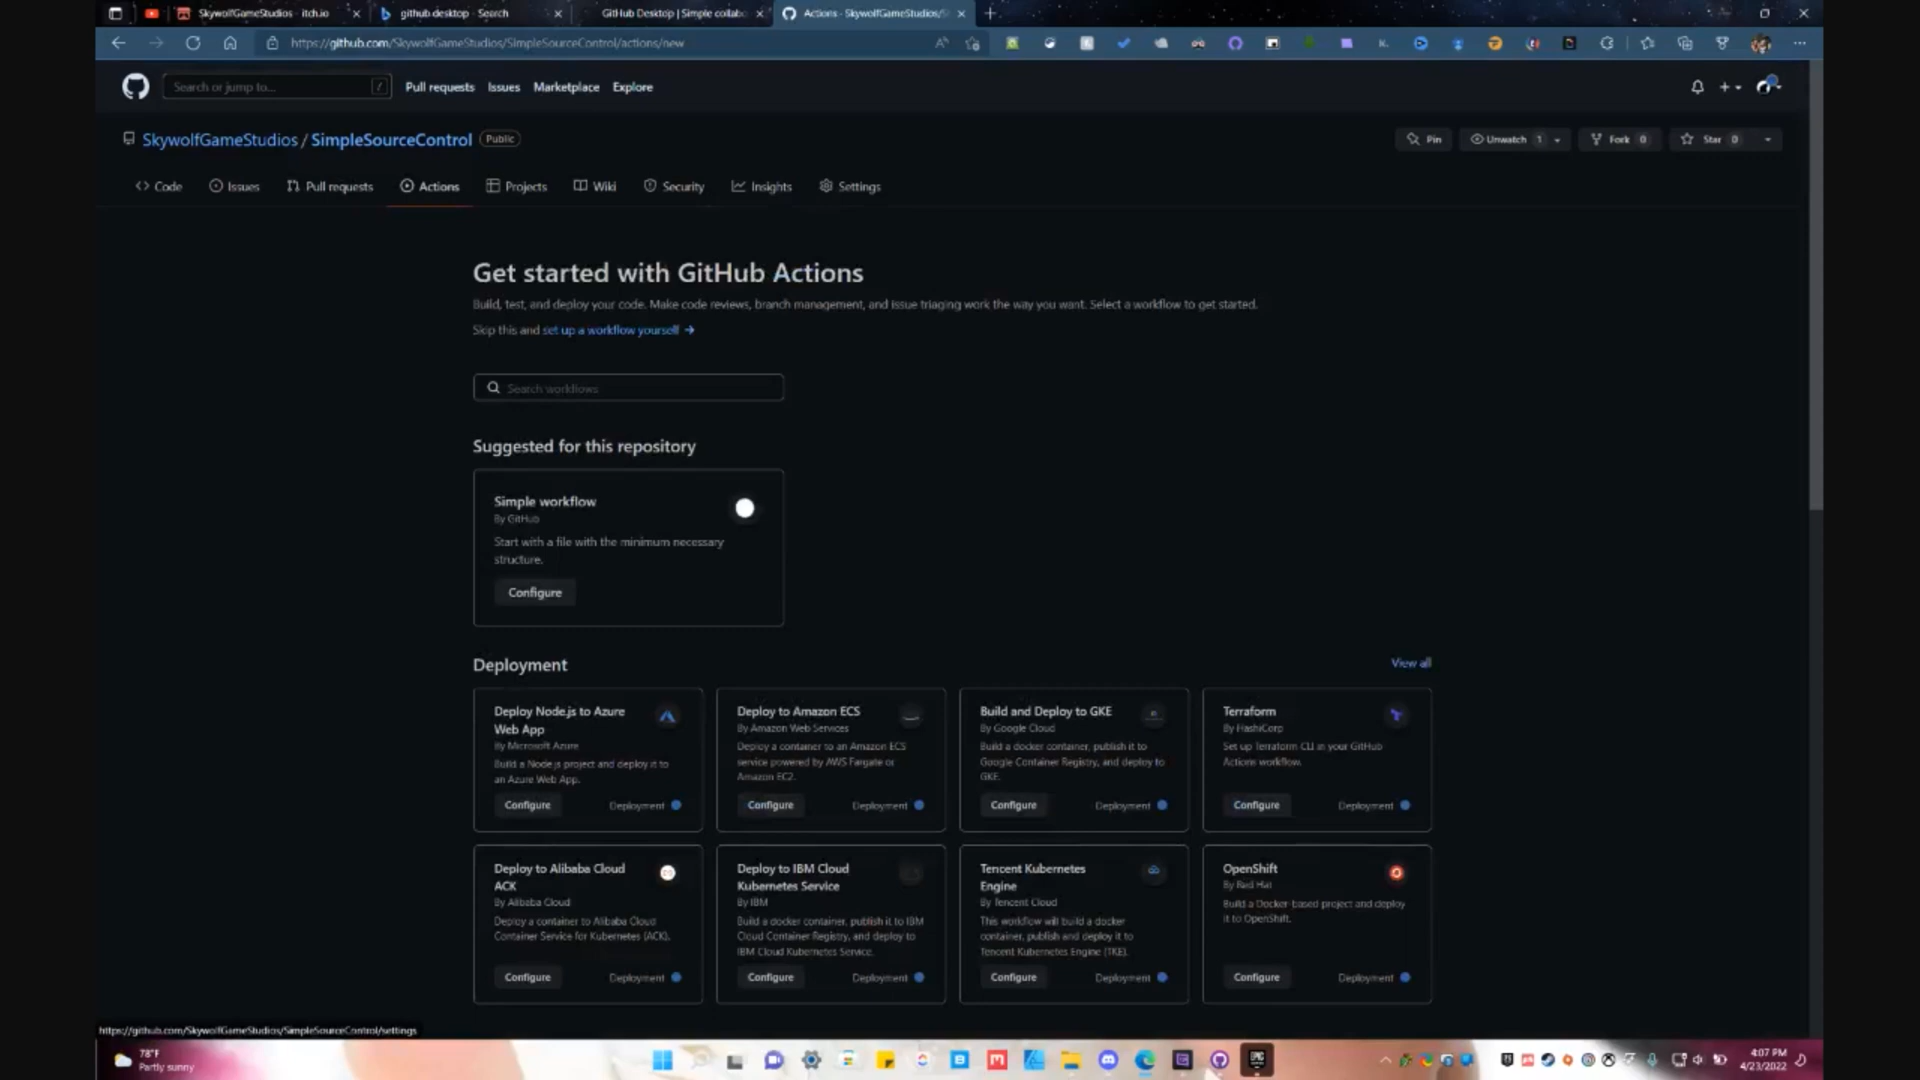 SkywolfGameStudios - itch.io
github desktop - Search
GitHub Desktop | Simple collab
Actions · SkywolfGameStudios/S
https://github.com/SkywolfGameStudios/SimpleSourceControl/actions/new
Search or jump to...
/
Pull requests
Issues
Marketplace
Explore
SkywolfGameStudios / SimpleSourceControl
Public
Pin
Unwatch 1
Fork 0
Star 0
Code
Issues
Pull requests
Actions
Projects
Wiki
Security
Insights
Settings
Get started with GitHub Actions
Build, test, and deploy your code. Make code reviews, branch management, and issue triaging work the way you want. Select a workflow to get started.
Skip this and set up a workflow yourself →
Search workflows
Suggested for this repository
Simple workflow
By GitHub
Start with a file with the minimum necessary
structure.
Configure
Deployment
View all
Deploy Node.js to Azure
Web App
By Microsoft Azure
Build a Node.js project and deploy it to
an Azure Web App.
Configure
Deployment
Deploy to Amazon ECS
By Amazon Web Services
Deploy a container to an Amazon ECS
service powered by AWS Fargate or
Amazon EC2.
Configure
Deployment
Build and Deploy to GKE
By Google Cloud
Build a docker container, publish it to
Google Container Registry, and deploy to
GKE.
Configure
Deployment
Terraform
By HashiCorp
Set up Terraform CLI in your GitHub
Actions workflow.
Configure
Deployment
Deploy to Alibaba Cloud
ACK
By Alibaba Cloud
Deploy a container to Alibaba Cloud
Container Service for Kubernetes (ACK).
Configure
Deployment
Deploy to IBM Cloud
Kubernetes Service
By IBM
Build a docker container, publish it to IBM
Cloud Container Registry, and deploy to
IBM Cloud Kubernetes Service.
Configure
Deployment
Tencent Kubernetes
Engine
By Tencent Cloud
This workflow will build a docker
container, publish and deploy it to
Tencent Kubernetes Engine (TKE).
Configure
Deployment
OpenShift
By Red Hat
Build a Docker-based project and deploy
it to OpenShift.
Configure
Deployment
https://github.com/SkywolfGameStudios/SimpleSourceControl/settings
78°F
Partly sunny
4:07 PM
4/23/2022